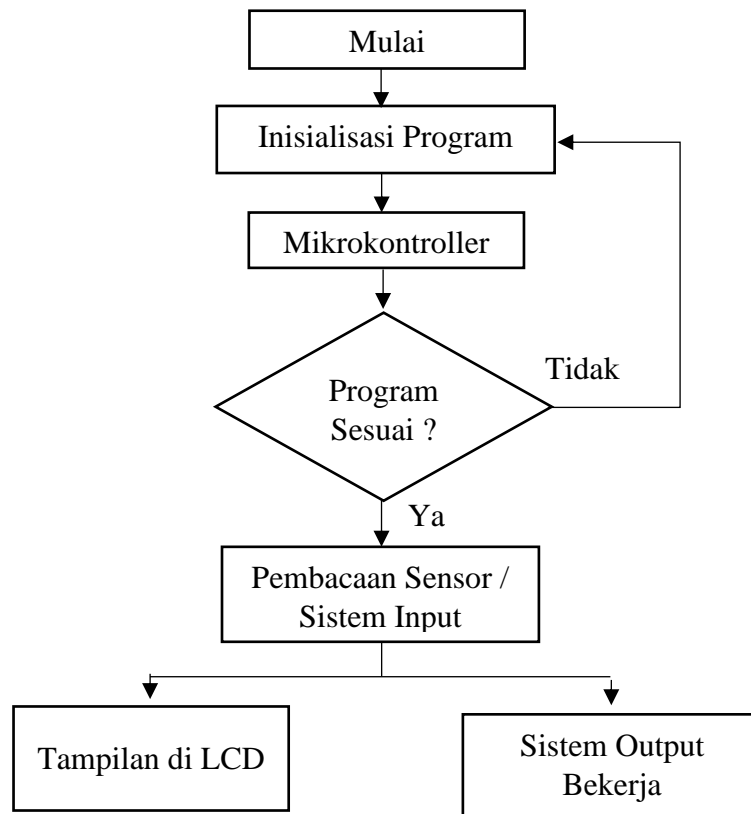 Mulai
Inisialisasi Program
Mikrokontroller
Program
Sesuai ?
Tidak
Ya
Pembacaan Sensor /
Sistem Input
Tampilan di LCD
Sistem Output
Bekerja